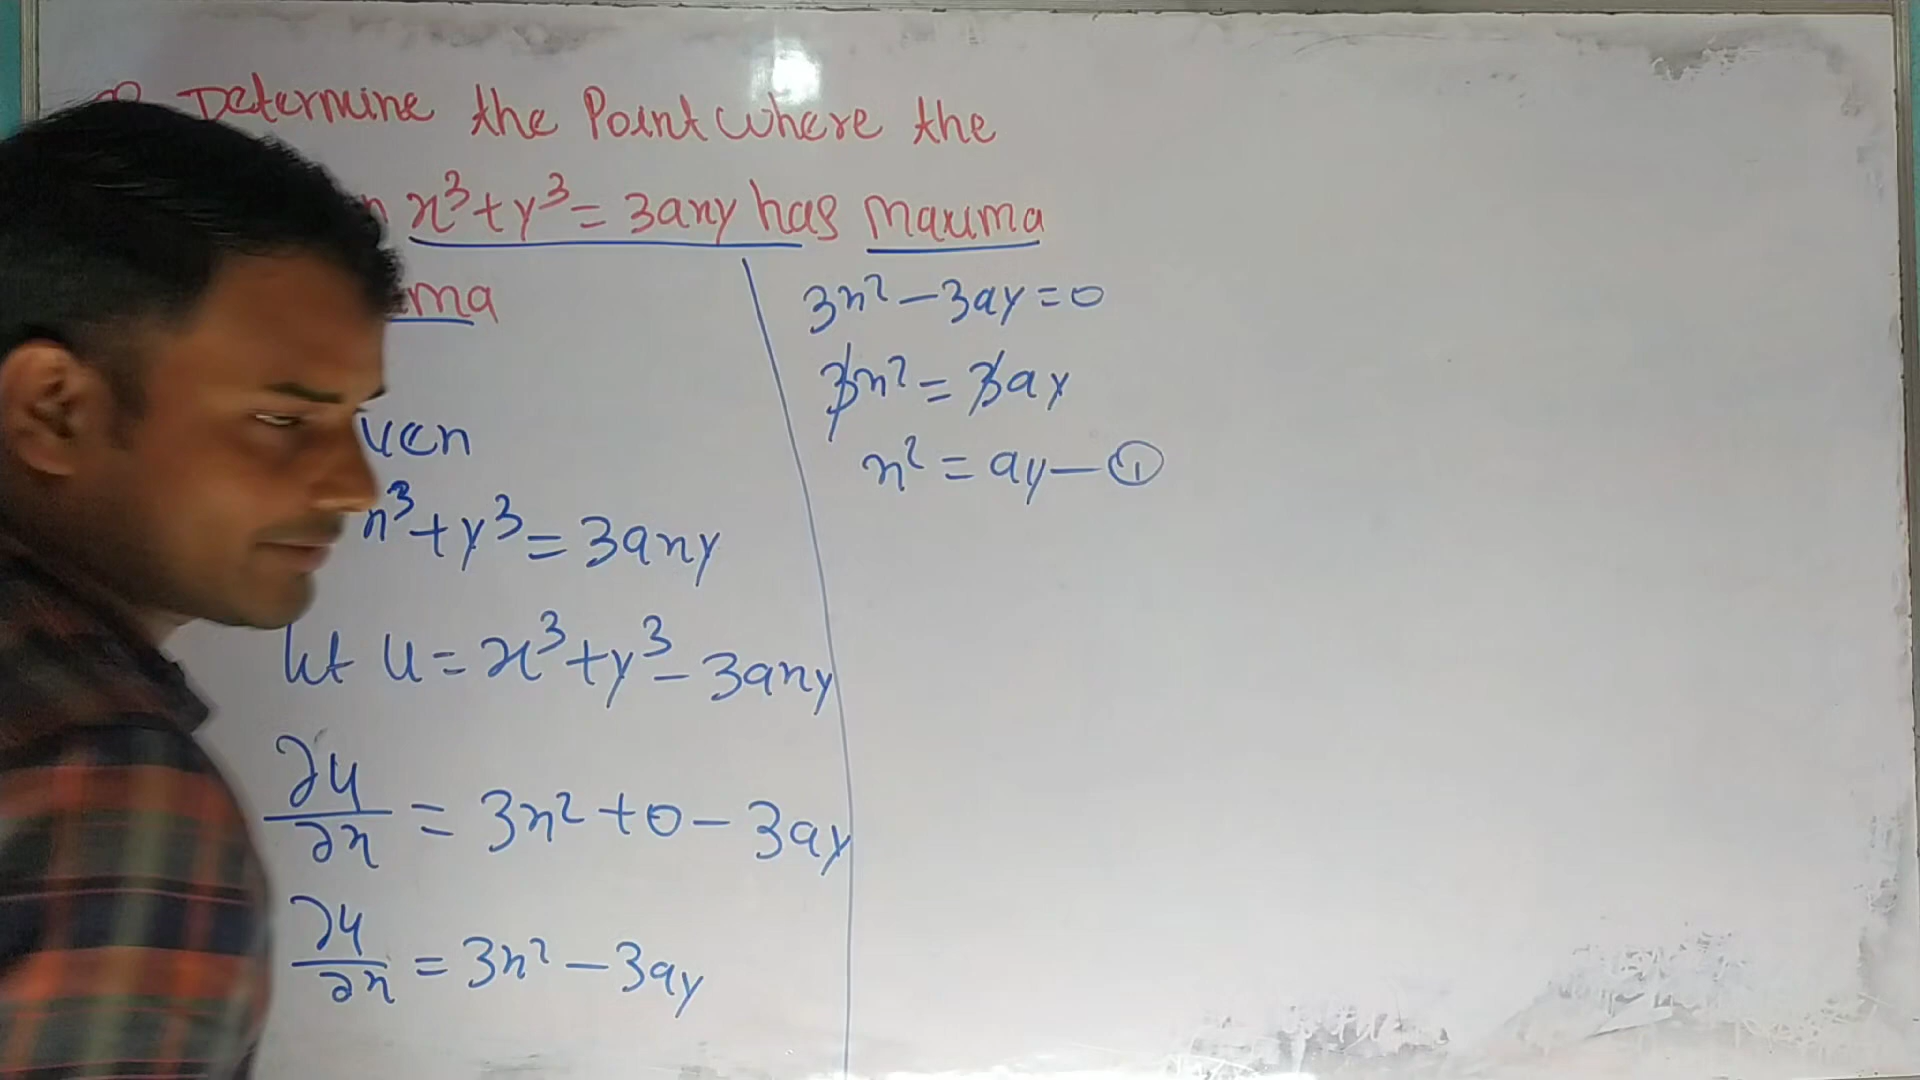 Determine the Point where the
x³+y³=3axy has maxima
ma
ven
x³+y³=3axy
let u=x³+y³-3axy
∂u/∂x = 3x²+0-3ay
∂u/∂x = 3x²-3ay
3x²-3ay=0
3x²=3ay
x²=ay-①